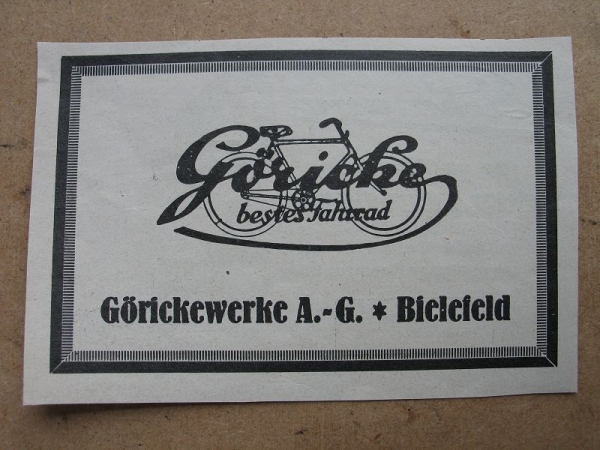 Göricke
bestes Fahrrad
Görickewerke A.-G. * Bielefeld